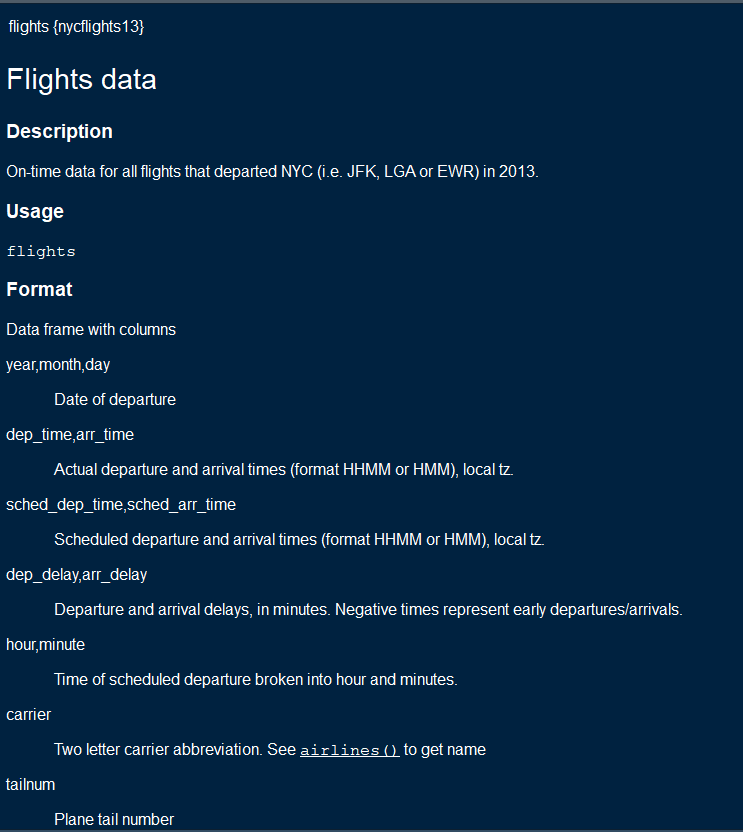 flights {nycflights13}
Flights data
Description
On-time data for all flights that departed NYC (i.e. JFK, LGA or EWR) in 2013.
Usage
flights
Format
Data frame with columns
year,month,day
Date of departure
dep_time,arr_time
Actual departure and arrival times (format HHMM or HMM), local tz.
sched_dep_time,sched_arr_time
Scheduled departure and arrival times (format HHMM or HMM), local tz.
dep_delay,arr_delay
Departure and arrival delays, in minutes. Negative times represent early departures/arrivals.
hour,minute
Time of scheduled departure broken into hour and minutes.
carrier
Two letter carrier abbreviation. See airlines() to get name
tailnum
Plane tail number